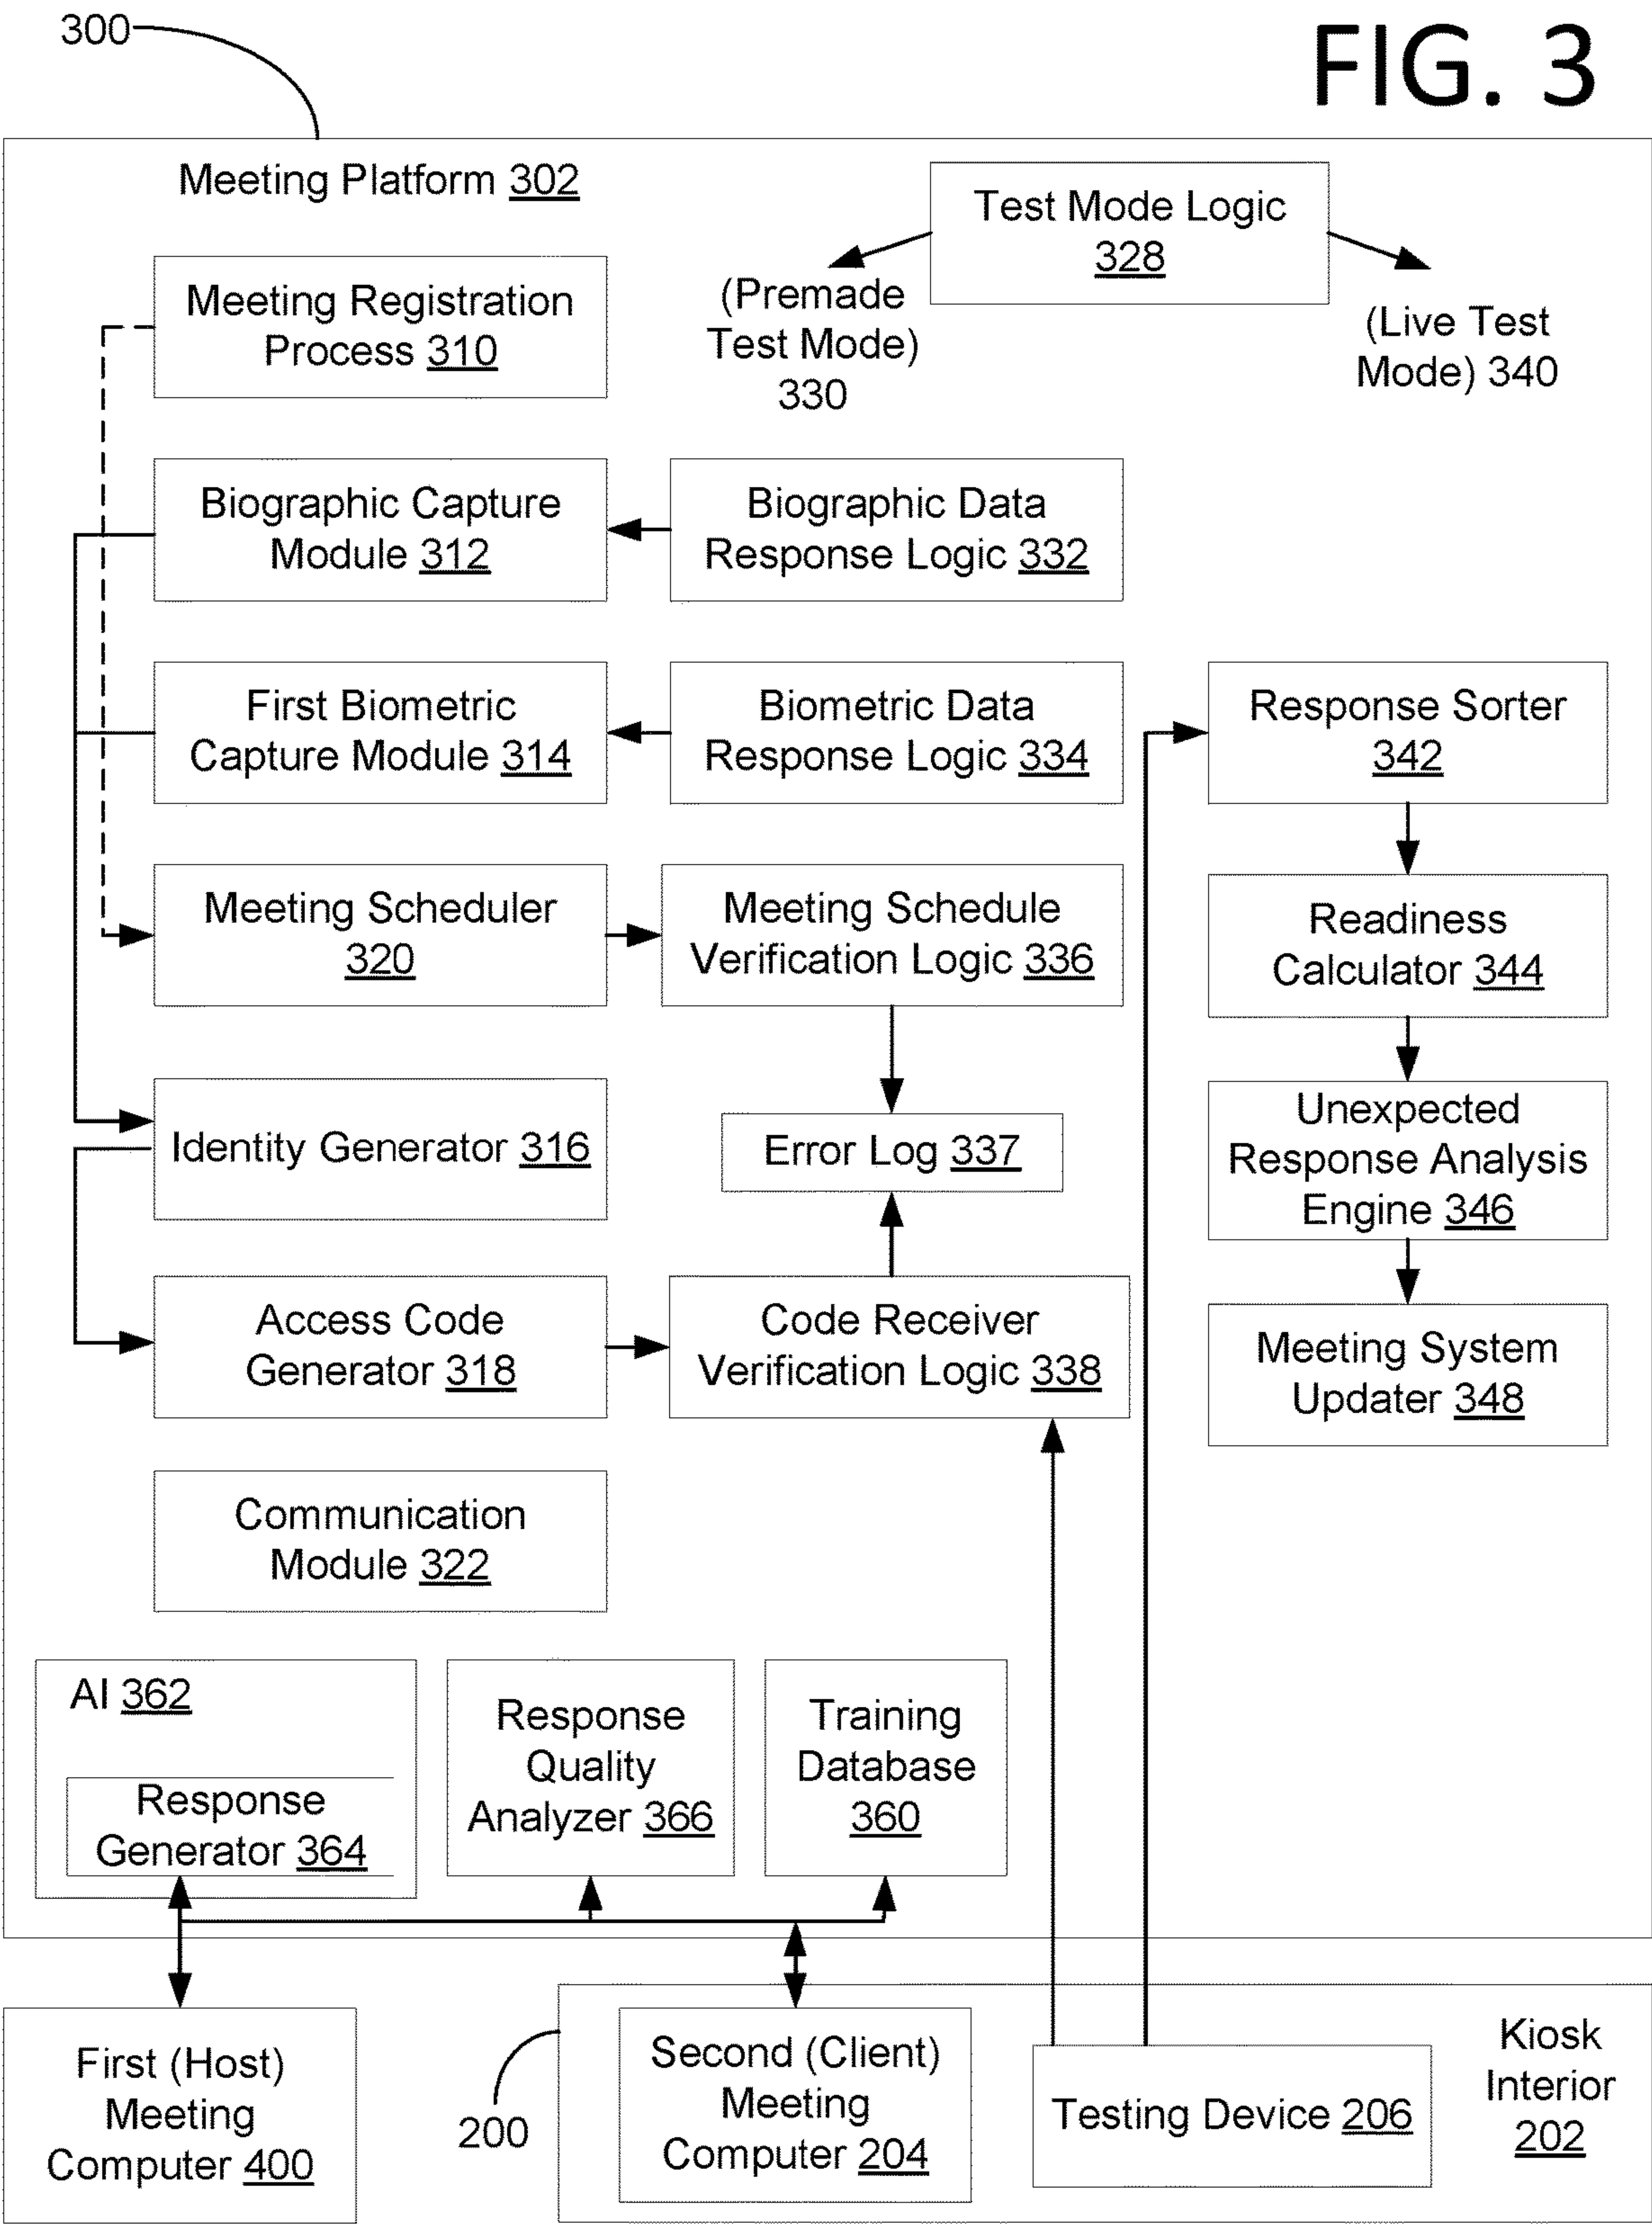 300
FIG. 3
Meeting Platform 302
Test Mode Logic
328
(Premade
Test Mode)
330
(Live Test
Mode) 340
Meeting Registration
Process 310
Biographic Capture
Module 312
Biographic Data
Response Logic 332
First Biometric
Capture Module 314
Biometric Data
Response Logic 334
Response Sorter
342
Meeting Scheduler
320
Meeting Schedule
Verification Logic 336
Readiness
Calculator 344
Identity Generator 316
Error Log 337
Unexpected
Response Analysis
Engine 346
Access Code
Generator 318
Code Receiver
Verification Logic 338
Meeting System
Updater 348
Communication
Module 322
AI 362
Response
Generator 364
Response
Quality
Analyzer 366
Training
Database
360
First (Host)
Meeting
Computer 400
200
Second (Client)
Meeting
Computer 204
Testing Device 206
Kiosk
Interior
202